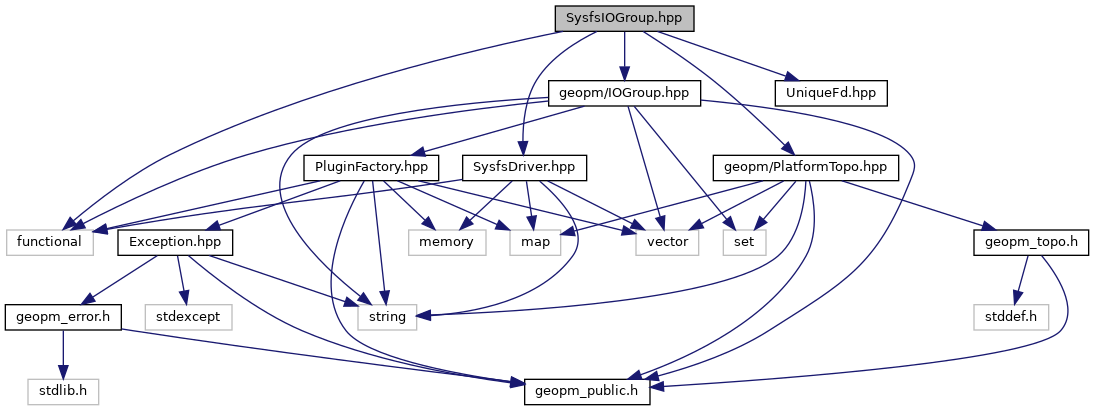 SysfsIOGroup.hpp
geopm/IOGroup.hpp
UniqueFd.hpp
PluginFactory.hpp
SysfsDriver.hpp
geopm/PlatformTopo.hpp
functional
Exception.hpp
memory
map
vector
set
geopm_topo.h
geopm_error.h
stdexcept
string
stddef.h
stdlib.h
geopm_public.h